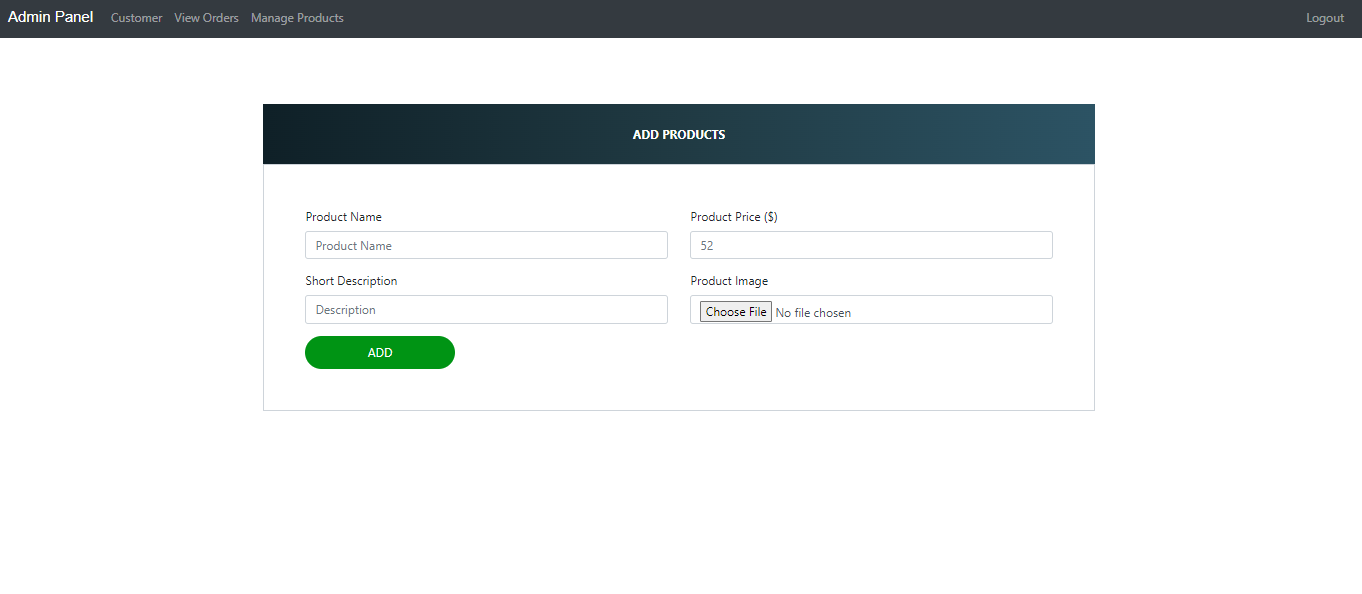 Admin Panel Customer View Orders Manage Products Logout
ADD PRODUCTS
Product Name Product Price ($)
Product Name 52
Short Description Product Image
Description Choose File No file chosen
ADD